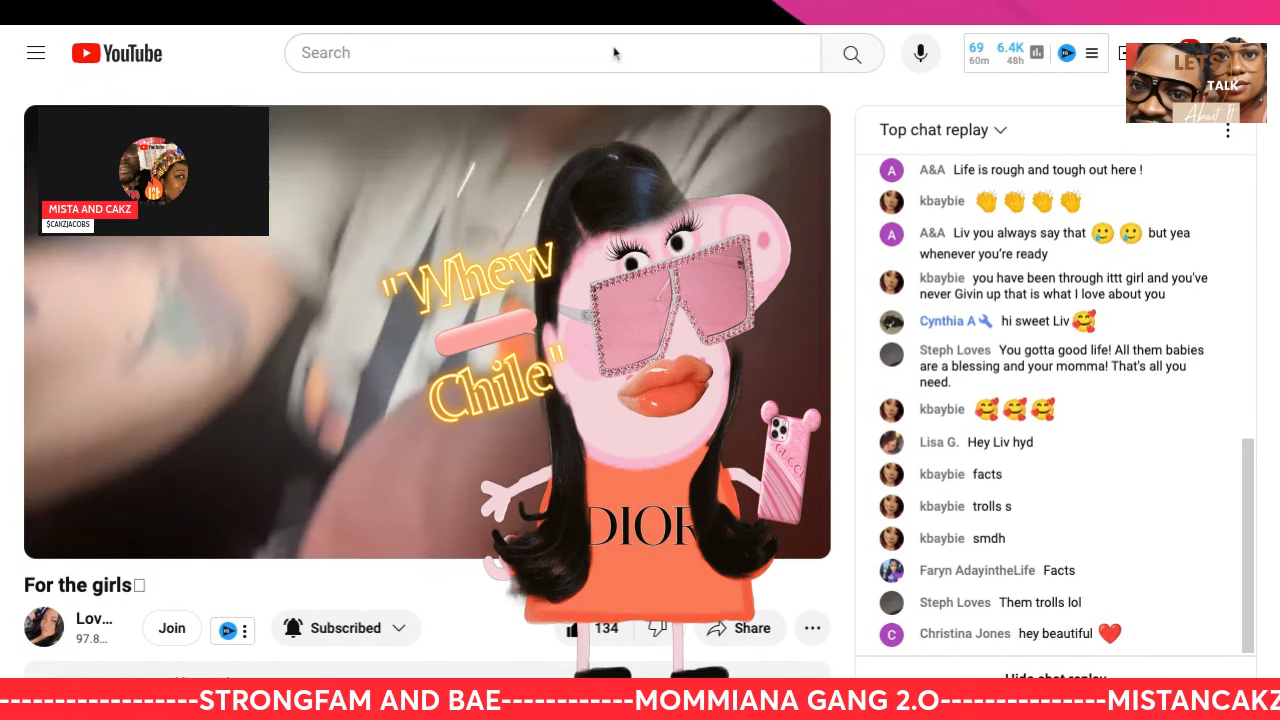 YouTube
Search
69
60m
6.4K
48h
LETS
TALK
About It
YouTube
MISTA AND CAKZ
$CAKZJACOBS
"Whew
Chile"
GUCCI
DIOR
For the girls
Lov...
97.8...
Join
Subscribed
134
Share
Top chat replay
A
A&A Life is rough and tough out here !
kbaybie
A
A&A Liv you always say that but yea
whenever you're ready
kbaybie you have been through ittt girl and you've
never Givin up that is what I love about you
Cynthia A hi sweet Liv
Steph Loves You gotta good life! All them babies
are a blessing and your momma! That's all you
need.
kbaybie
Lisa G. Hey Liv hyd
kbaybie facts
kbaybie trolls s
kbaybie smdh
Faryn AdayintheLife Facts
Steph Loves Them trolls lol
C
Christina Jones hey beautiful
Hide chat replay
------------------STRONGFAM AND BAE------------MOMMIANA GANG 2.O---------------MISTANCAKZ